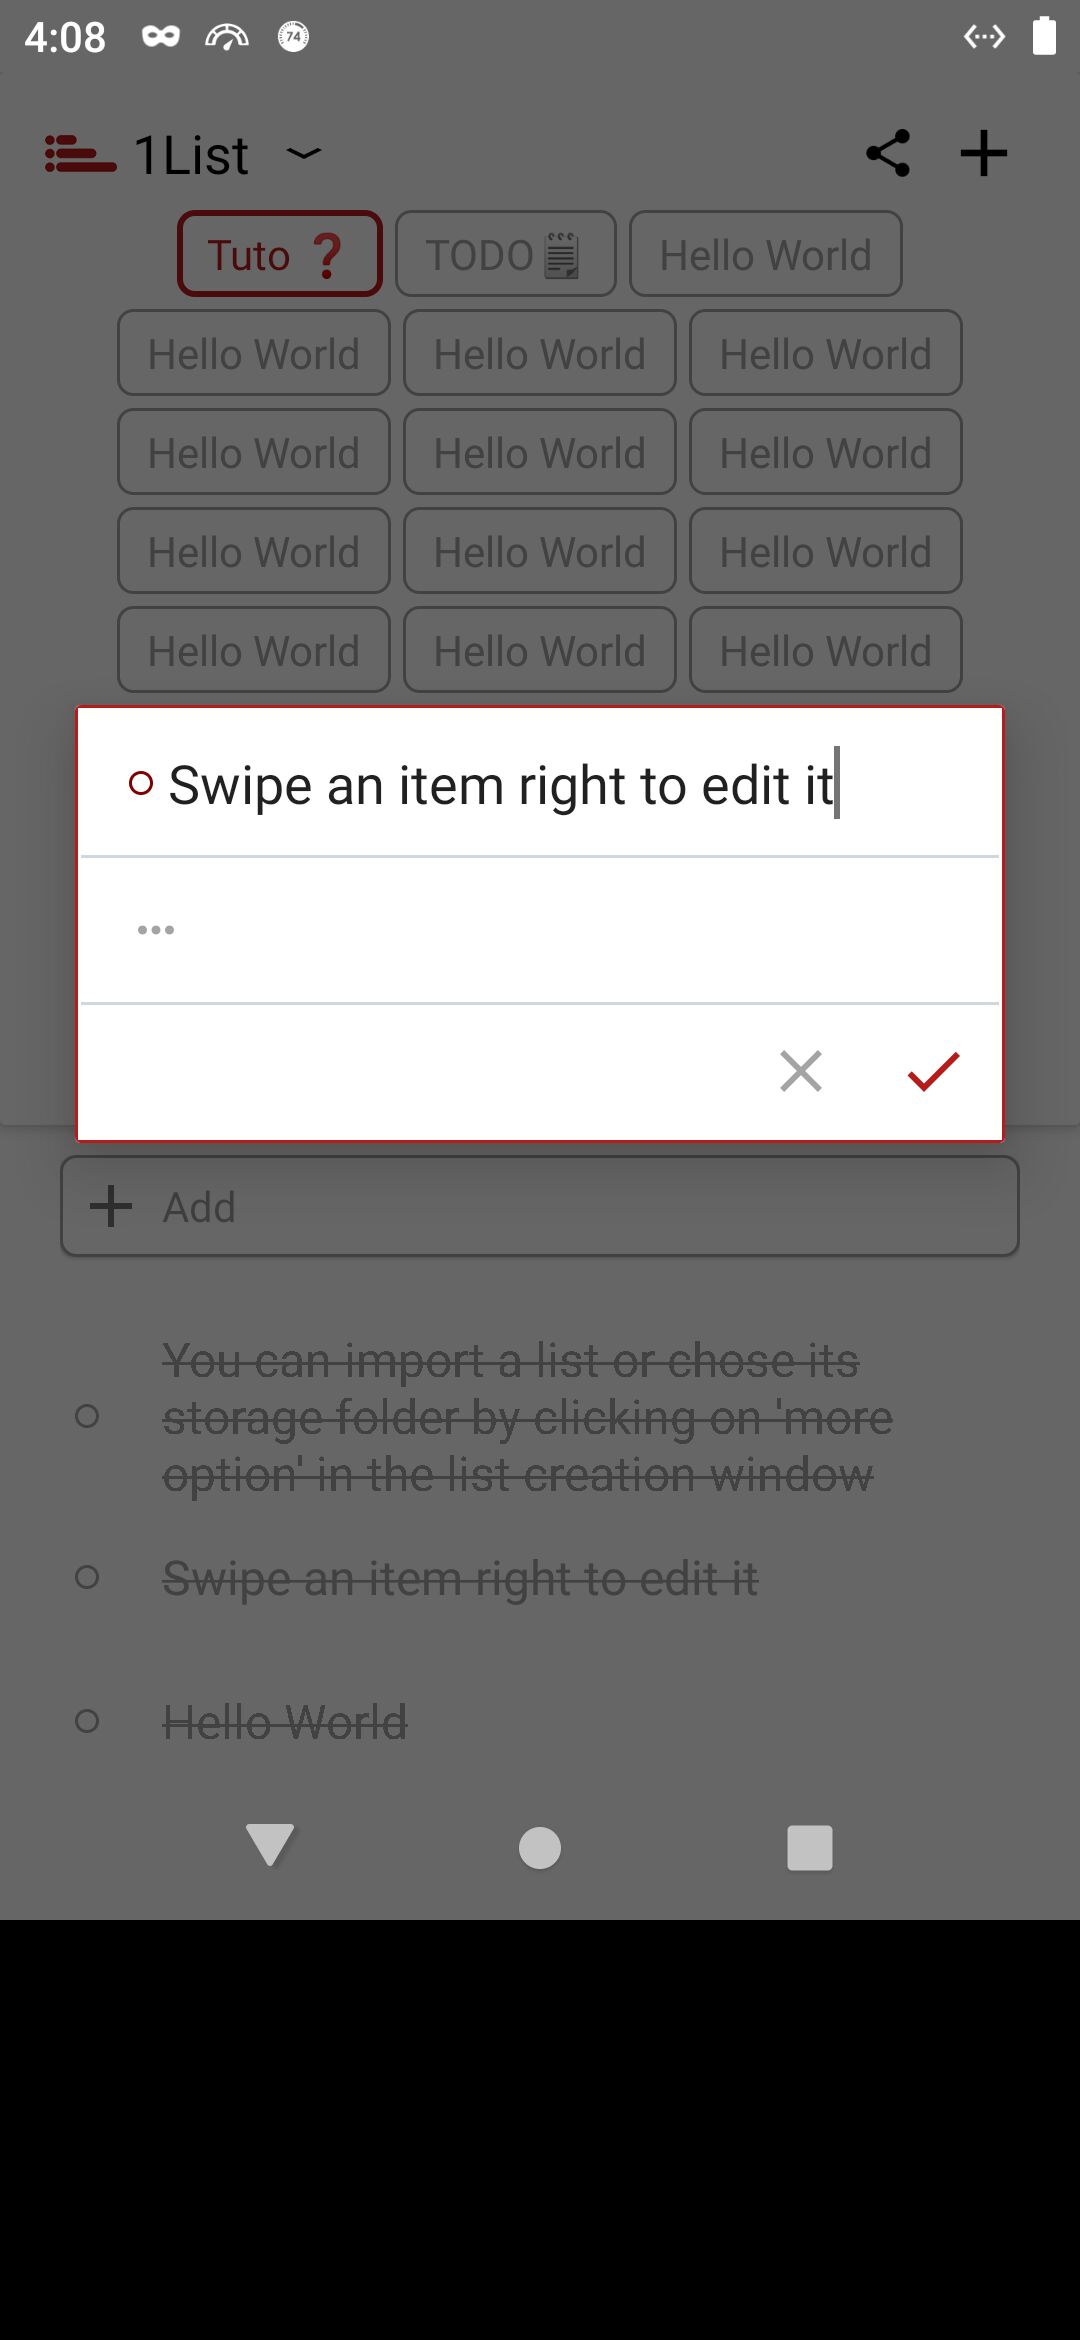 4:08
74
1List
Tuto ❓ TODO Hello World
Hello World Hello World Hello World
Hello World Hello World Hello World
Hello World Hello World Hello World
Hello World Hello World Hello World
Swipe an item right to edit it
...
Add
You can import a list or chose its
storage folder by clicking on 'more
option' in the list creation window
Swipe an item right to edit it
Hello World